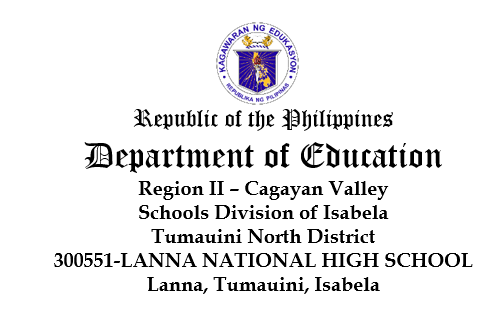 KAGAWARAN NG EDUKASYON
REPUBLIKA NG PILIPINAS
Republic of the Philippines
Department of Education
Region II – Cagayan Valley
Schools Division of Isabela
Tumauini North District
300551-LANNA NATIONAL HIGH SCHOOL
Lanna, Tumauini, Isabela